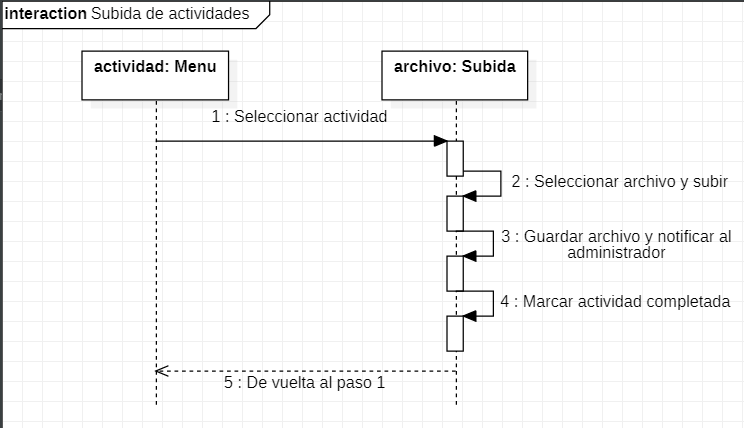 interaction Subida de actividades
actividad: Menu
archivo: Subida
1 : Seleccionar actividad
2 : Seleccionar archivo y subir
3 : Guardar archivo y notificar al
administrador
4 : Marcar actividad completada
5 : De vuelta al paso 1